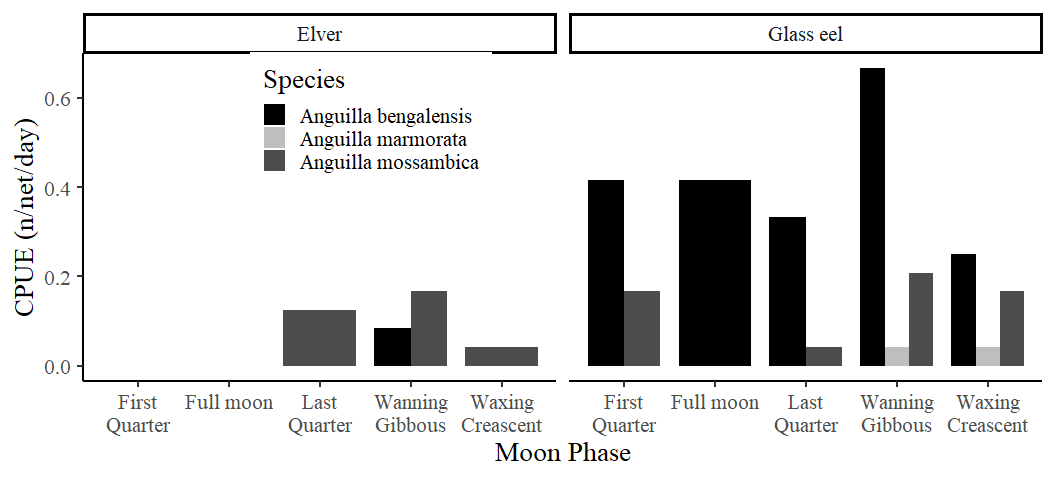 Elver
Glass eel
Species
Anguilla bengalensis
Anguilla marmorata
Anguilla mossambica
CPUE (n/net/day)
0.6
0.4
0.2
0.0
First
Quarter
Full moon
Last
Quarter
Wanning
Gibbous
Waxing
Creascent
First
Quarter
Full moon
Last
Quarter
Wanning
Gibbous
Waxing
Creascent
Moon Phase